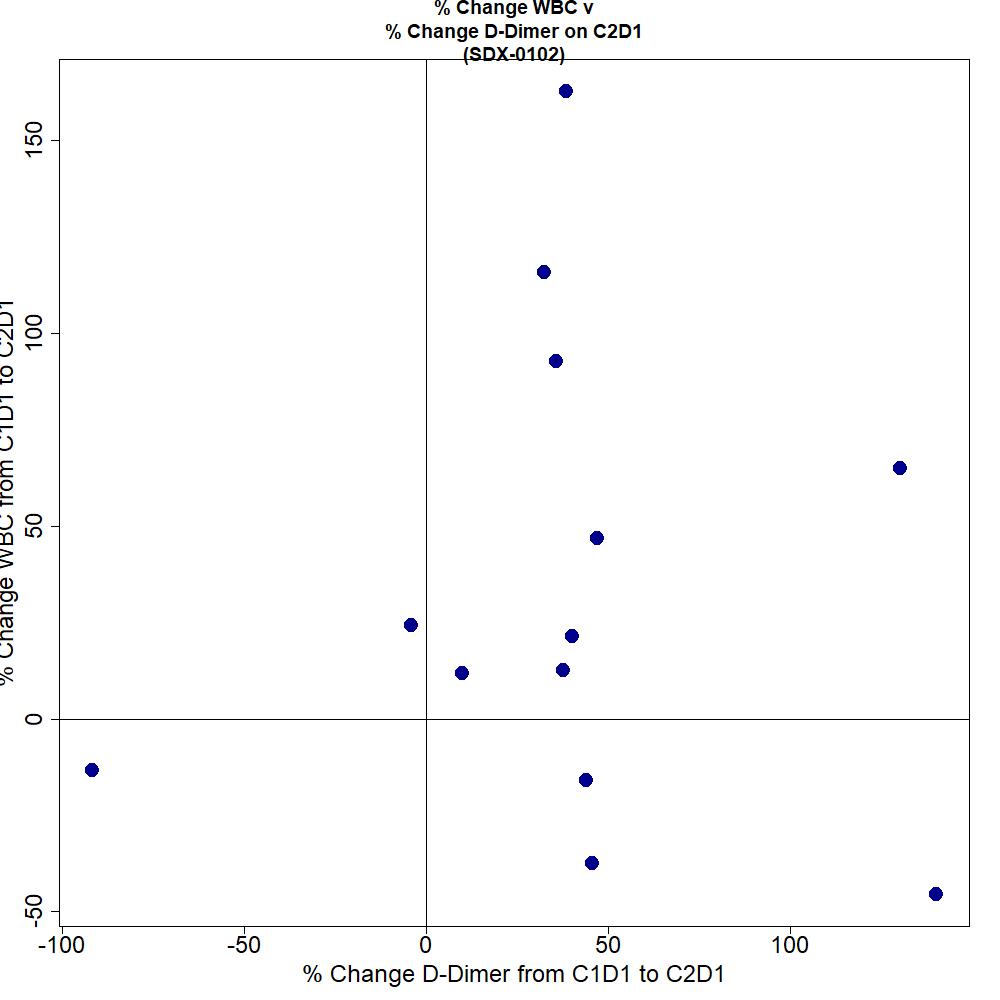 % Change WBC v
% Change D-Dimer on C2D1
(SDX-0102)
% Change WBC from C1D1 to C2D1
150
100
50
0
-50
-100
-50
0
50
100
% Change D-Dimer from C1D1 to C2D1